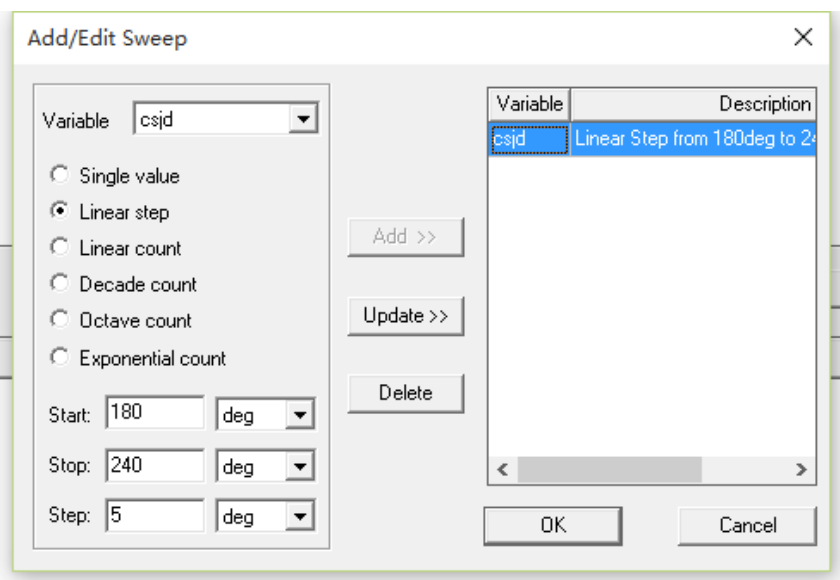 Add/Edit Sweep
Variable csjd
Single value
Linear step
Linear count
Decade count
Octave count
Exponential count
Start: 180 deg
Stop: 240 deg
Step: 5 deg
Add >>
Update >>
Delete
Variable Description
csjd Linear Step from 180deg to 24
OK Cancel